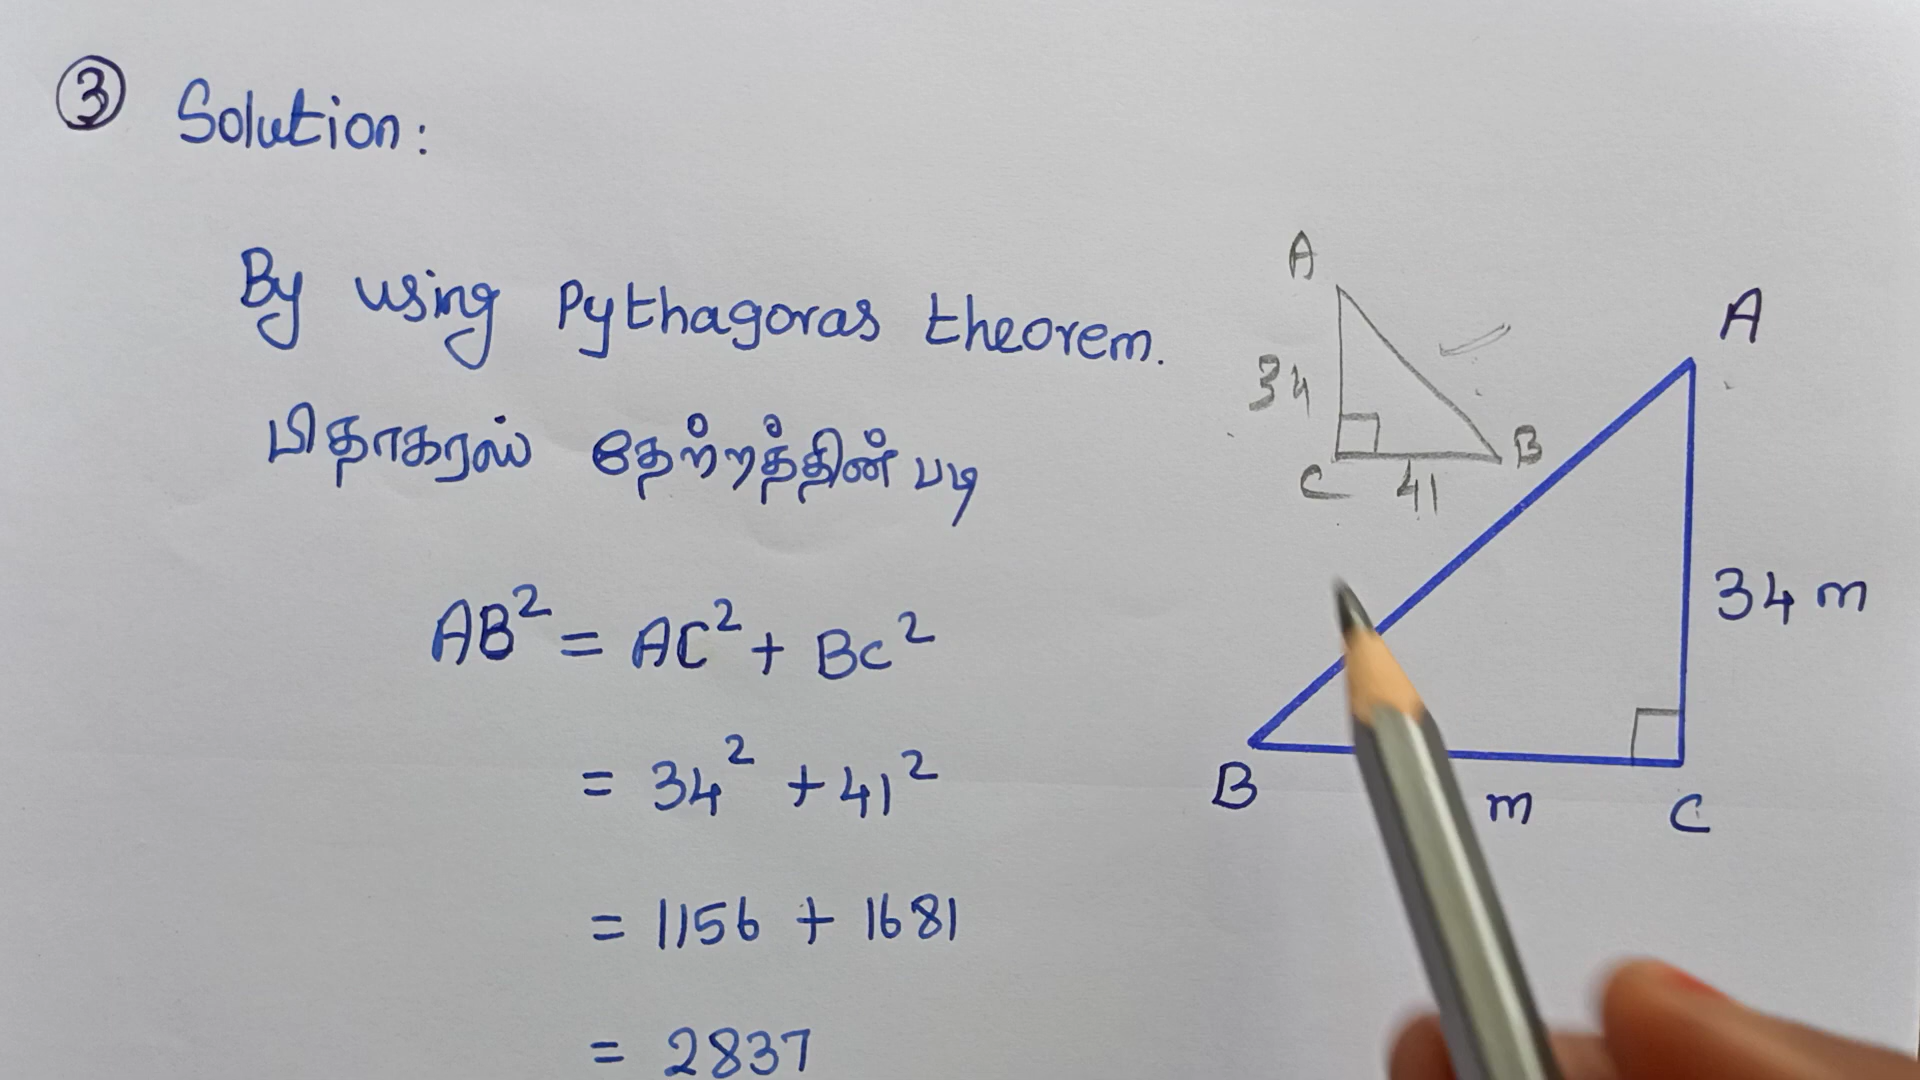 ③ Solution:
By using Pythagoras theorem.
பிதாகரஸ் தேற்றத்தின் படி
AB² = AC² + BC²
= 34² + 41²
= 1156 + 1681
= 2837
A
34
C
41
B
A
34 m
B
m
C